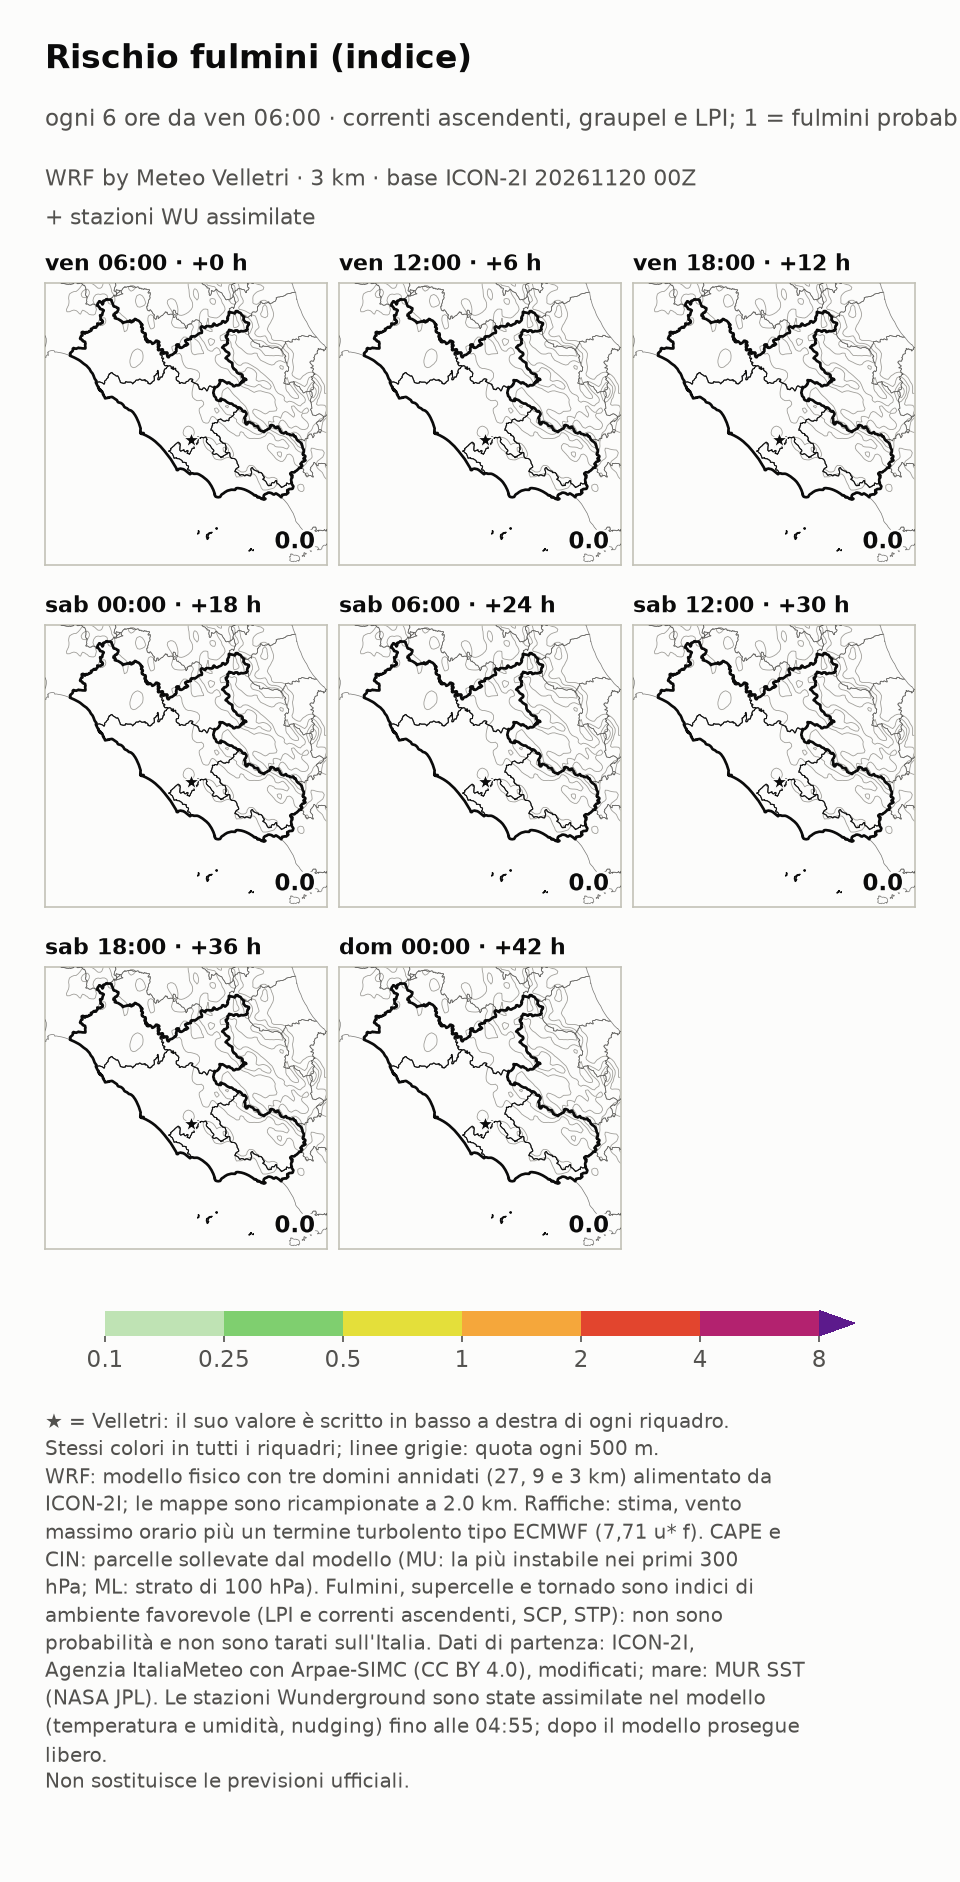 Rischio fulmini (indice)
ogni 6 ore da ven 06:00 · correnti ascendenti, graupel e LPI; 1 = fulmini probab
WRF by Meteo Velletri · 3 km · base ICON-2I 20261120 00Z
+ stazioni WU assimilate
ven 06:00 · +0 h
ven 12:00 · +6 h
ven 18:00 · +12 h
0.0
0.0
0.0
sab 00:00 · +18 h
sab 06:00 · +24 h
sab 12:00 · +30 h
0.0
0.0
0.0
sab 18:00 · +36 h
dom 00:00 · +42 h
0.0
0.0
0.1
0.25
0.5
1
2
4
8
★ = Velletri: il suo valore è scritto in basso a destra di ogni riquadro.
Stessi colori in tutti i riquadri; linee grigie: quota ogni 500 m.
WRF: modello fisico con tre domini annidati (27, 9 e 3 km) alimentato da
ICON-2I; le mappe sono ricampionate a 2.0 km. Raffiche: stima, vento
massimo orario più un termine turbolento tipo ECMWF (7,71 u* f). CAPE e
CIN: parcelle sollevate dal modello (MU: la più instabile nei primi 300
hPa; ML: strato di 100 hPa). Fulmini, supercelle e tornado sono indici di
ambiente favorevole (LPI e correnti ascendenti, SCP, STP): non sono
probabilità e non sono tarati sull'Italia. Dati di partenza: ICON-2I,
Agenzia ItaliaMeteo con Arpae-SIMC (CC BY 4.0), modificati; mare: MUR SST
(NASA JPL). Le stazioni Wunderground sono state assimilate nel modello
(temperatura e umidità, nudging) fino alle 04:55; dopo il modello prosegue
libero.
Non sostituisce le previsioni ufficiali.